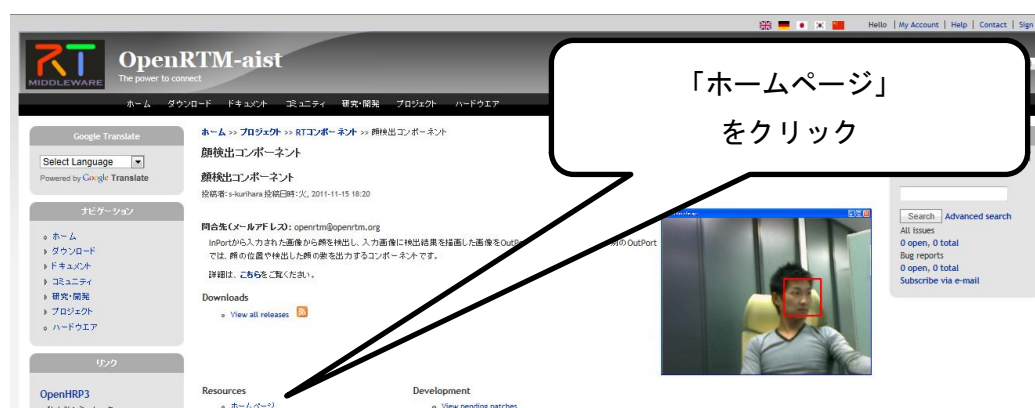 Hello | My Account | Help | Contact | Sign
RT
MIDDLEWARE
OpenRTM-aist
The power to connect
ホーム ダウンロード ドキュメント コミュニティ 研究・開発 プロジェクト ハードウエア
「ホームページ」
をクリック
Google Translate
Select Language
Powered by Google Translate
ナビゲーション
ホーム
ダウンロード
ドキュメント
コミュニティ
研究・開発
プロジェクト
ハードウエア
リンク
OpenHRP3
ホーム >> プロジェクト >> RTコンポーネント >> 顔検出コンポーネント
顔検出コンポーネント
顔検出コンポーネント
投稿者: s-kurihara 投稿日時: 火, 2011-11-15 18:20
問合先(メールアドレス): openrtm@openrtm.org
InPortから入力された画像から顔を検出し、入力画像に検出結果を描画した画像をOutPo
別のOutPort
では、顔の位置や検出した顔の数を出力するコンポーネントです。
詳細は、こちらをご覧ください。
Downloads
View all releases
Resources
ホームページ
Development
View pending patches
Search Advanced search
All issues
0 open, 0 total
Bug reports
0 open, 0 total
Subscribe via e-mail